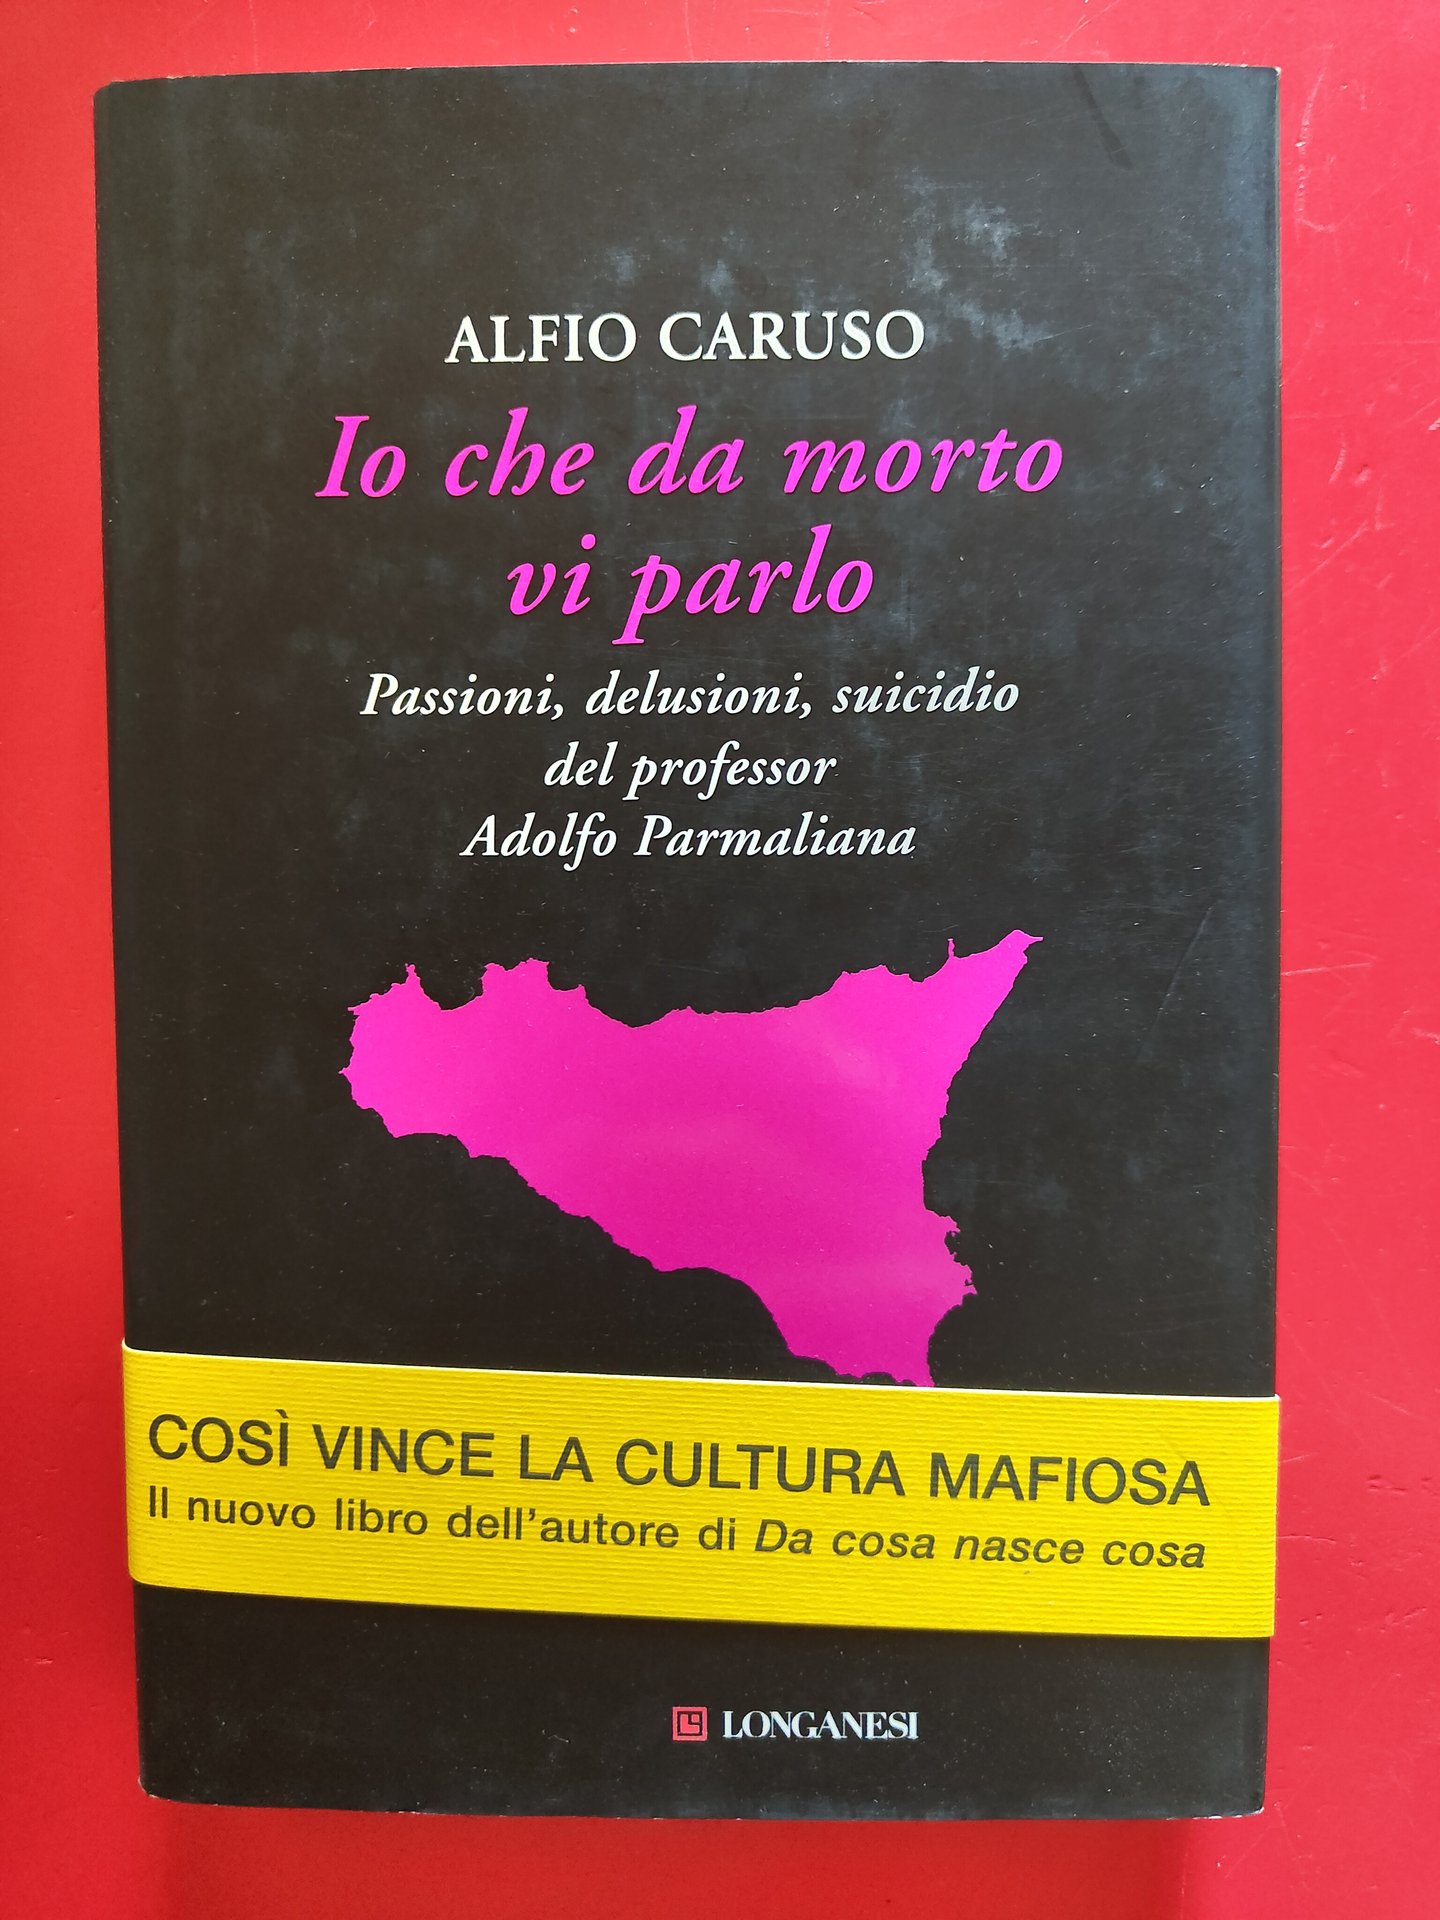 ALFIO CARUSO
Io che da morto
vi parlo
Passioni, delusioni, suicidio
del professor
Adolfo Parmaliana
COSÌ VINCE LA CULTURA MAFIOSA
Il nuovo libro dell'autore di Da cosa nasce cosa
LONGANESI